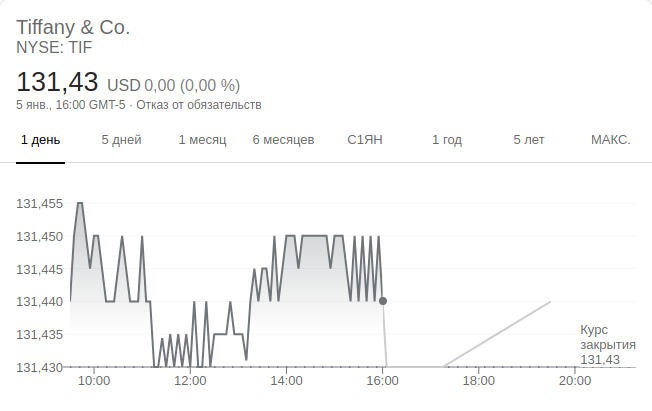 Tiffany & Co.
NYSE: TIF
131,43 USD 0,00 (0,00 %)
5 янв., 16:00 GMT-5 · Отказ от обязательств
1 день 5 дней 1 месяц 6 месяцев С1ЯН 1 год 5 лет МАКС.
131,455
131,450
131,445
131,440
131,435
131,430
Курс
закрытия
131,43
10:00 12:00 14:00 16:00 18:00 20:00